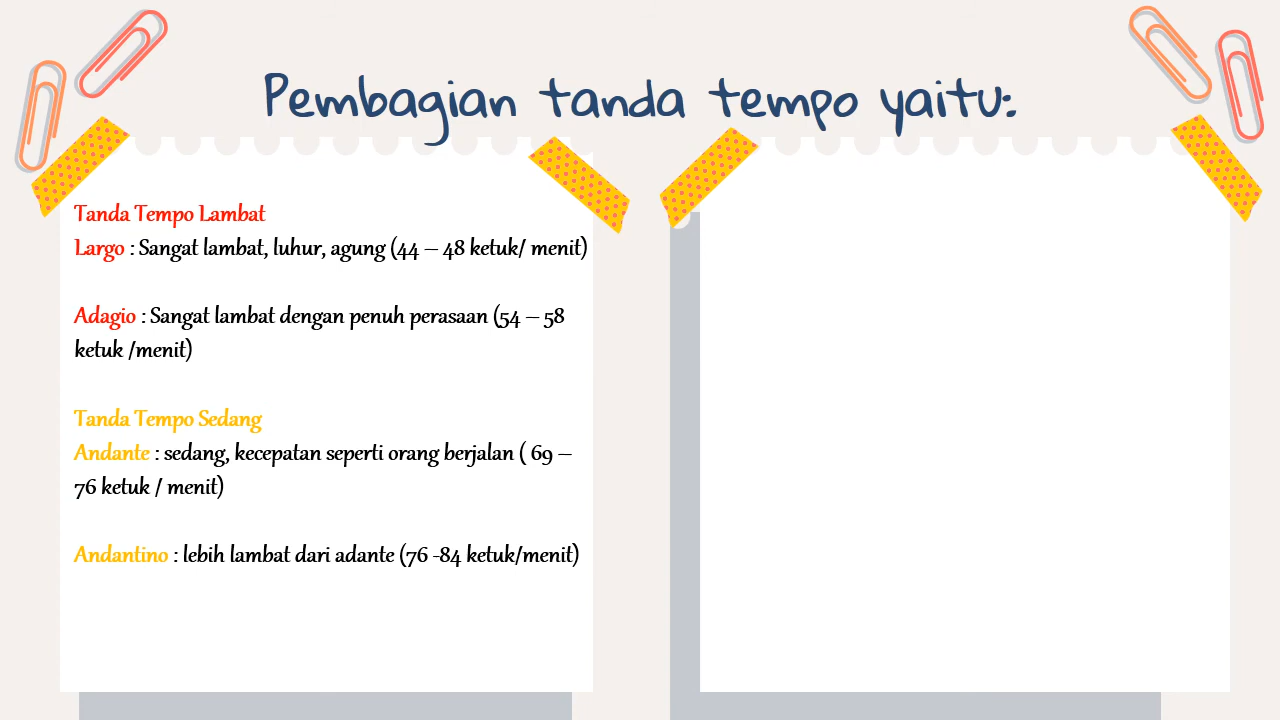 Pembagian tanda tempo yaitu:
Tanda Tempo Lambat
Largo : Sangat lambat, luhur, agung (44 – 48 ketuk/ menit)
Adagio : Sangat lambat dengan penuh perasaan (54 – 58
ketuk /menit)
Tanda Tempo Sedang
Andante : sedang, kecepatan seperti orang berjalan ( 69 –
76 ketuk / menit)
Andantino : lebih lambat dari adante (76 -84 ketuk/menit)